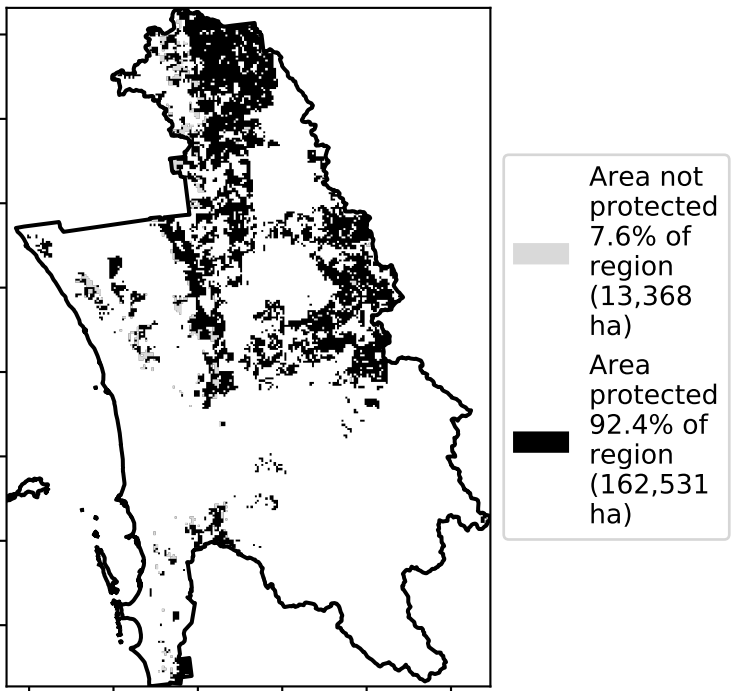 Area not
protected
7.6% of
region
(13,368
ha)
Area
protected
92.4% of
region
(162,531
ha)